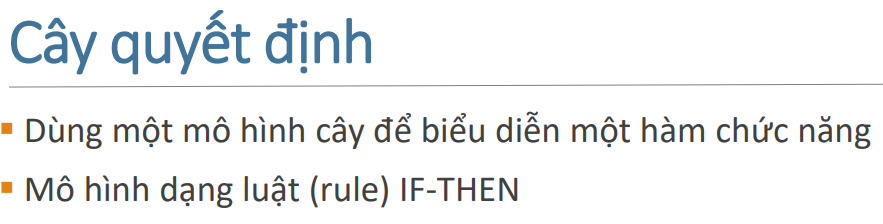 Cây quyết định
Dùng một mô hình cây để biểu diễn một hàm chức năng
Mô hình dạng luật (rule) IF-THEN